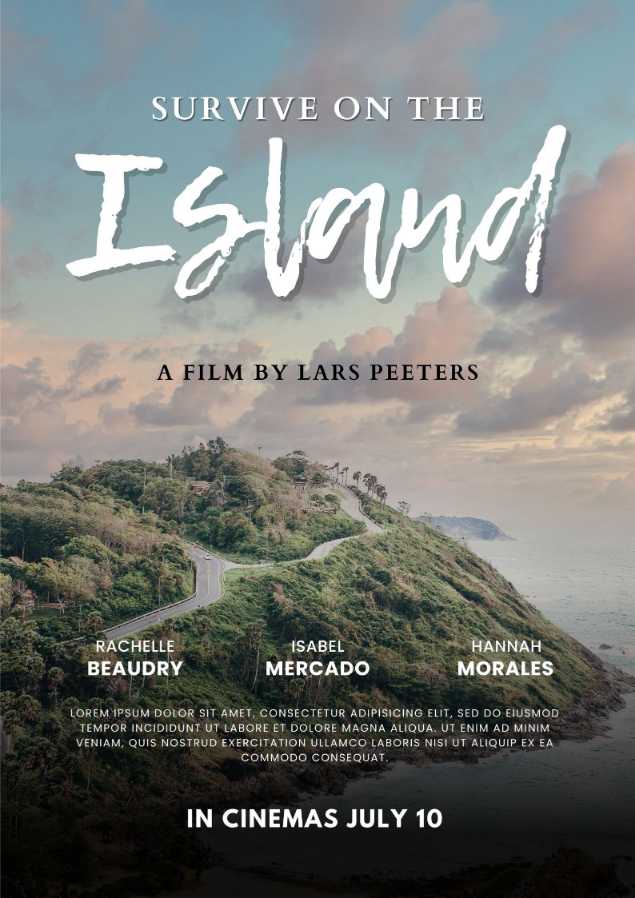 SURVIVE ON THE
Island
A FILM BY LARS PEETERS
RACHELLE BEAUDRY
ISABEL MERCADO
HANNAH MORALES
LOREM IPSUM DOLOR SIT AMET, CONSECTETUR ADIPISICING ELIT, SED DO EIUSMOD
TEMPOR INCIDIDUNT UT LABORE ET DOLORE MAGNA ALIQUA. UT ENIM AD MINIM
VENIAM, QUIS NOSTRUD EXERCITATION ULLAMCO LABORIS NISI UT ALIQUIP EX EA
COMMODO CONSEQUAT.
IN CINEMAS JULY 10